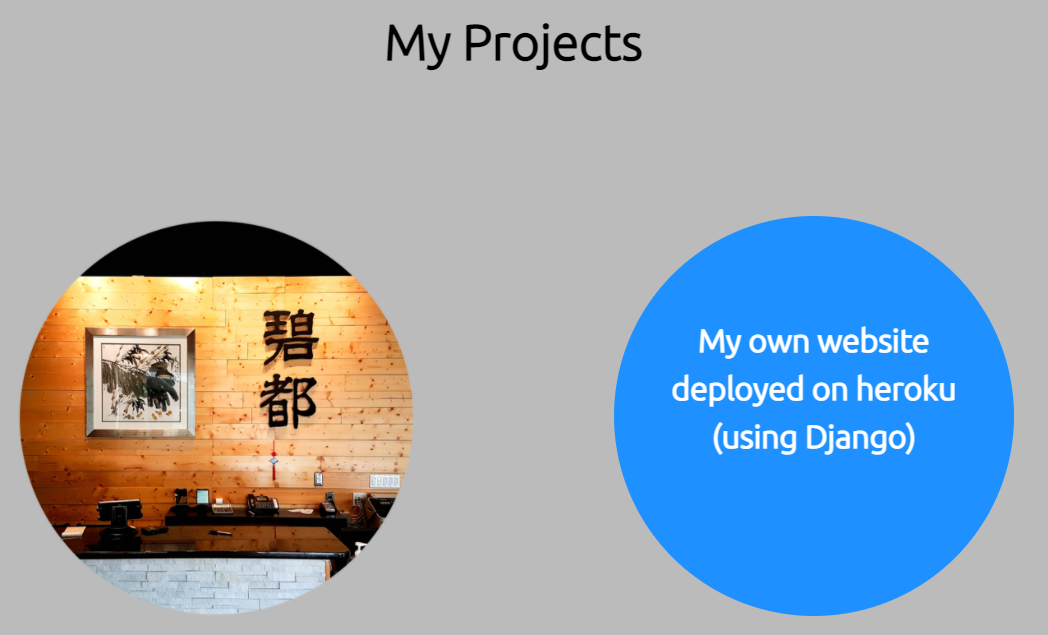 My Projects
碧
都
My own website
deployed on heroku
(using Django)